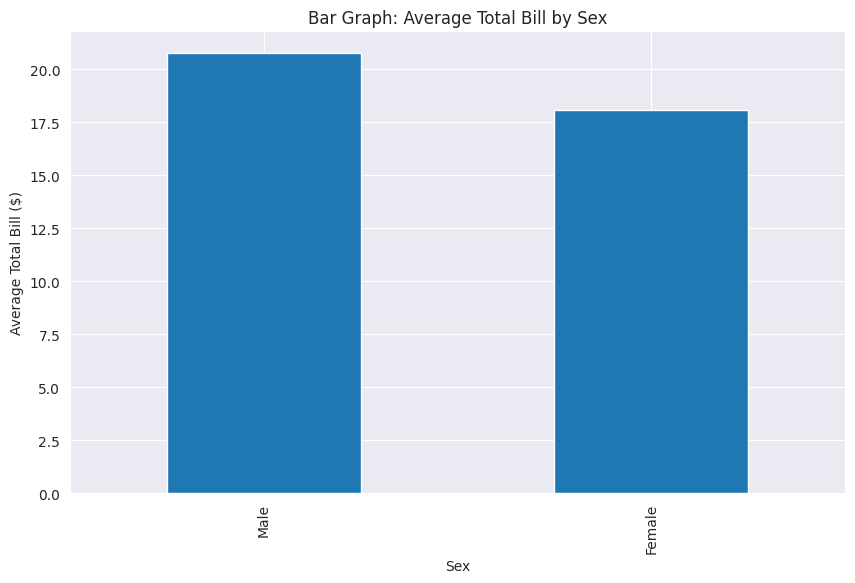 Bar Graph: Average Total Bill by Sex
Average Total Bill ($)
20.0
17.5
15.0
12.5
10.0
7.5
5.0
2.5
0.0
Male
Female
Sex